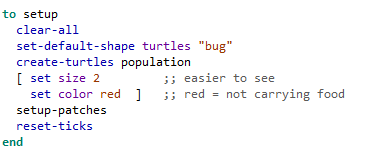 to setup
  clear-all
  set-default-shape turtles "bug"
  create-turtles population
  [ set size 2         ;; easier to see
    set color red  ]   ;; red = not carrying food
  setup-patches
  reset-ticks
end